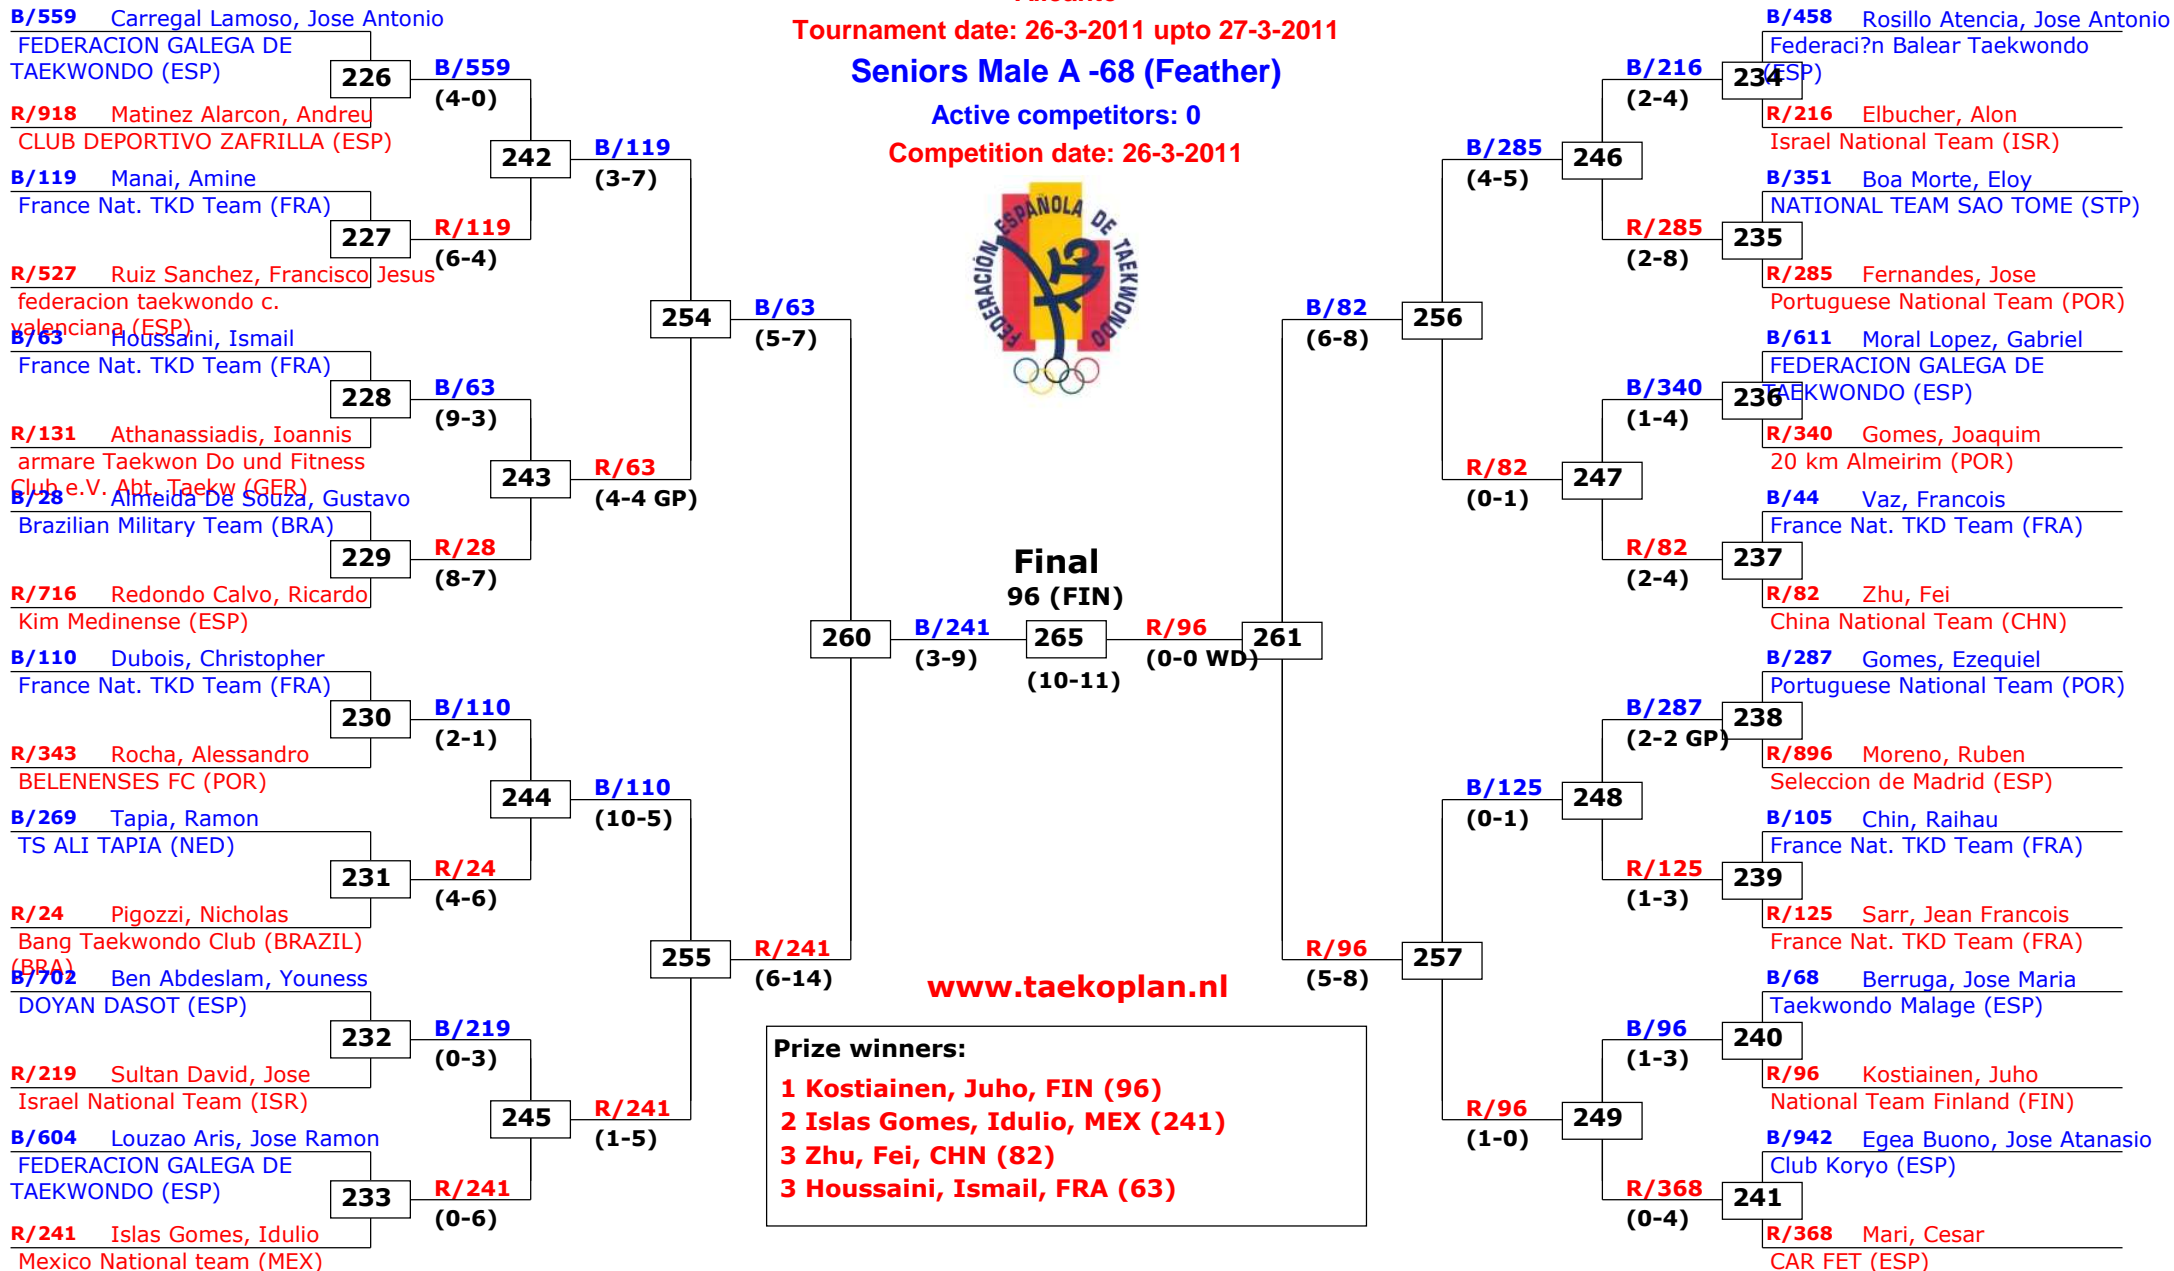 Alicante
Tournament date: 26-3-2011 upto 27-3-2011
Seniors Male A -68 (Feather)
Active competitors: 0
Competition date: 26-3-2011
FEDERACIÓN ESPAÑOLA DE TAEKWONDO
B/559 Carregal Lamoso, Jose Antonio
FEDERACION GALEGA DE
TAEKWONDO (ESP)
226
R/918 Matinez Alarcon, Andreu
CLUB DEPORTIVO ZAFRILLA (ESP)
B/119 Manai, Amine
France Nat. TKD Team (FRA)
227
R/527 Ruiz Sanchez, Francisco Jesus
federacion taekwondo c.
valenciana (ESP)
B/63 Houssaini, Ismail
France Nat. TKD Team (FRA)
228
R/131 Athanassiadis, Ioannis
armare Taekwon Do und Fitness
Club e.V. Abt. Taekw (GER)
B/28 Almeida De Souza, Gustavo
Brazilian Military Team (BRA)
229
R/716 Redondo Calvo, Ricardo
Kim Medinense (ESP)
B/110 Dubois, Christopher
France Nat. TKD Team (FRA)
230
R/343 Rocha, Alessandro
BELENENSES FC (POR)
B/269 Tapia, Ramon
TS ALI TAPIA (NED)
231
R/24 Pigozzi, Nicholas
Bang Taekwondo Club (BRAZIL)
(BRA)
B/702 Ben Abdeslam, Youness
DOYAN DASOT (ESP)
232
R/219 Sultan David, Jose
Israel National Team (ISR)
B/604 Louzao Aris, Jose Ramon
FEDERACION GALEGA DE
TAEKWONDO (ESP)
233
R/241 Islas Gomes, Idulio
Mexico National team (MEX)
B/559
(4-0)
242
R/119
(6-4)
B/63
(9-3)
243
R/28
(8-7)
B/110
(2-1)
244
R/24
(4-6)
B/219
(0-3)
245
R/241
(0-6)
B/119
(3-7)
254
R/63
(4-4 GP)
B/110
(10-5)
255
R/241
(1-5)
B/63
(5-7)
260
R/241
(6-14)
B/241
(3-9)
Final
96 (FIN)
265
(10-11)
R/96
(0-0 WD)
261
B/82
(6-8)
256
R/96
(5-8)
257
B/285
(4-5)
246
R/82
(0-1)
247
B/125
(0-1)
248
R/96
(1-0)
249
B/216
(2-4)
234
R/285
(2-8)
235
B/340
(1-4)
236
R/82
(2-4)
237
B/287
(2-2 GP)
238
R/125
(1-3)
239
B/96
(1-3)
240
R/368
(0-4)
241
B/458 Rosillo Atencia, Jose Antonio
Federaci?n Balear Taekwondo
(ESP)
R/216 Elbucher, Alon
Israel National Team (ISR)
B/351 Boa Morte, Eloy
NATIONAL TEAM SAO TOME (STP)
R/285 Fernandes, Jose
Portuguese National Team (POR)
B/611 Moral Lopez, Gabriel
FEDERACION GALEGA DE
TAEKWONDO (ESP)
R/340 Gomes, Joaquim
20 km Almeirim (POR)
B/44 Vaz, Francois
France Nat. TKD Team (FRA)
R/82 Zhu, Fei
China National Team (CHN)
B/287 Gomes, Ezequiel
Portuguese National Team (POR)
R/896 Moreno, Ruben
Seleccion de Madrid (ESP)
B/105 Chin, Raihau
France Nat. TKD Team (FRA)
R/125 Sarr, Jean Francois
France Nat. TKD Team (FRA)
B/68 Berruga, Jose Maria
Taekwondo Malage (ESP)
R/96 Kostiainen, Juho
National Team Finland (FIN)
B/942 Egea Buono, Jose Atanasio
Club Koryo (ESP)
R/368 Mari, Cesar
CAR FET (ESP)
www.taekoplan.nl
Prize winners:
1 Kostiainen, Juho, FIN (96)
2 Islas Gomes, Idulio, MEX (241)
3 Zhu, Fei, CHN (82)
3 Houssaini, Ismail, FRA (63)